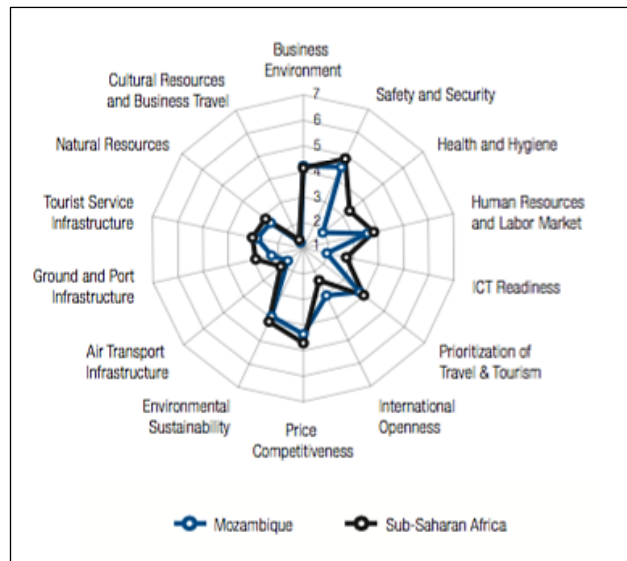 Business
Environment
Cultural Resources
and Business Travel
Safety and Security
Natural Resources
Health and Hygiene
Tourist Service
Infrastructure
Human Resources
and Labor Market
Ground and Port
Infrastructure
ICT Readiness
Air Transport
Infrastructure
Prioritization of
Travel & Tourism
Environmental
Sustainability
International
Openness
Price
Competitiveness
7
6
5
4
3
2
1
Mozambique
Sub-Saharan Africa